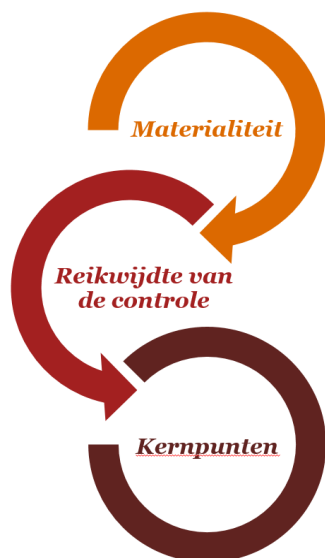 Materialiteit
Reikwijdte van
de controle
Kernpunten